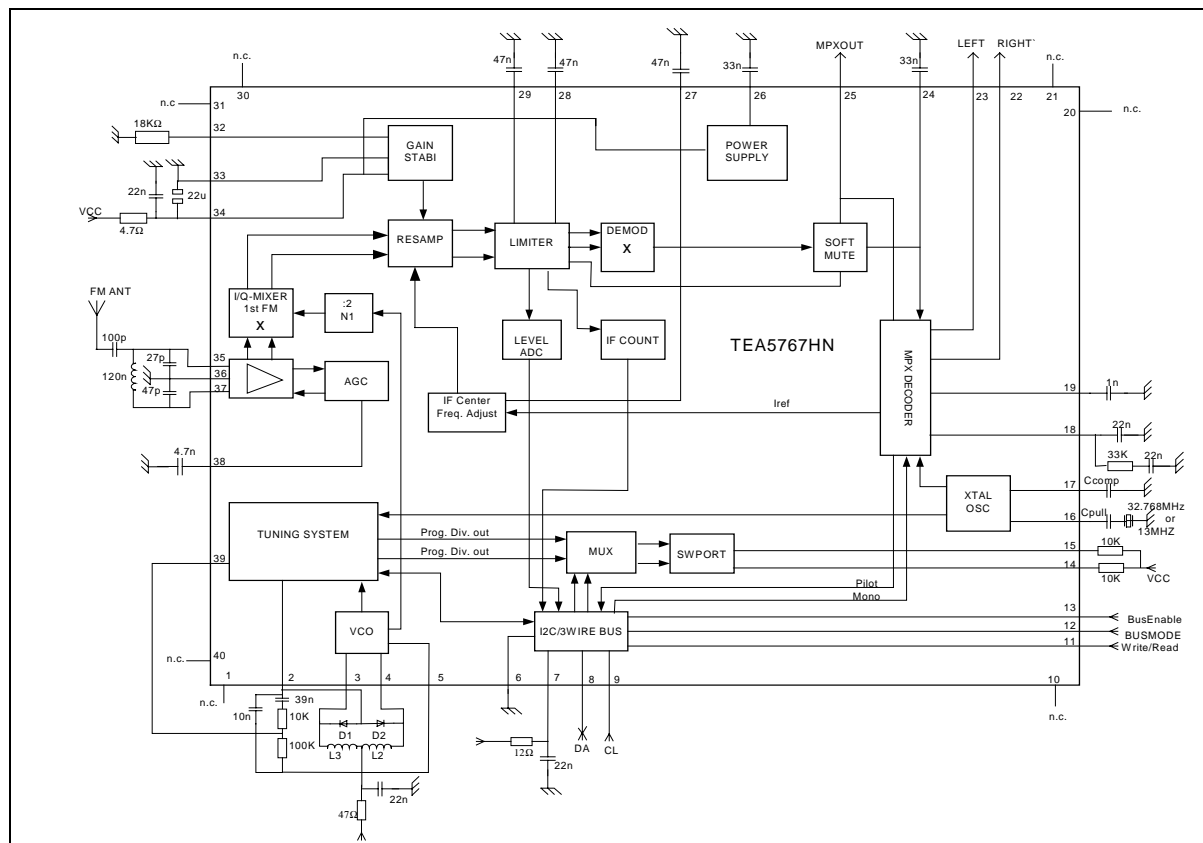 n.c.
47n
47n
47n
33n
MPXOUT
33n
LEFT
RIGHT`
n.c.
30
29
28
27
26
25
24
23
22
21
n.c
31
20
n.c.
18KΩ
32
GAIN
STABI
POWER
SUPPLY
33
22n
22u
VCC
34
4.7Ω
RESAMP
LIMITER
DEMOD
X
SOFT
MUTE
FM ANT
I/Q-MIXER
1st FM
X
:2
N1
100p
LEVEL
ADC
IF COUNT
TEA5767HN
MPX DECODER
35
27p
36
120n
47p
37
AGC
IF Center
Freq. Adjust
Iref
19
1n
18
22n
33K
22n
4.7n
38
17
Ccomp
XTAL
OSC
16
Cpull
32.768MHz
or
13MHZ
TUNING SYSTEM
Prog. Div. out
Prog. Div. out
MUX
SWPORT
39
15
10K
14
10K
VCC
Pilot
Mono
VCO
I2C/3WIRE BUS
13
BusEnable
12
BUSMODE
11
Write/Read
n.c.
40
1
2
3
4
5
6
7
8
9
10
n.c.
n.c.
39n
10n
10K
D1
D2
100K
L3
L2
12Ω
DA
CL
22n
22n
47Ω